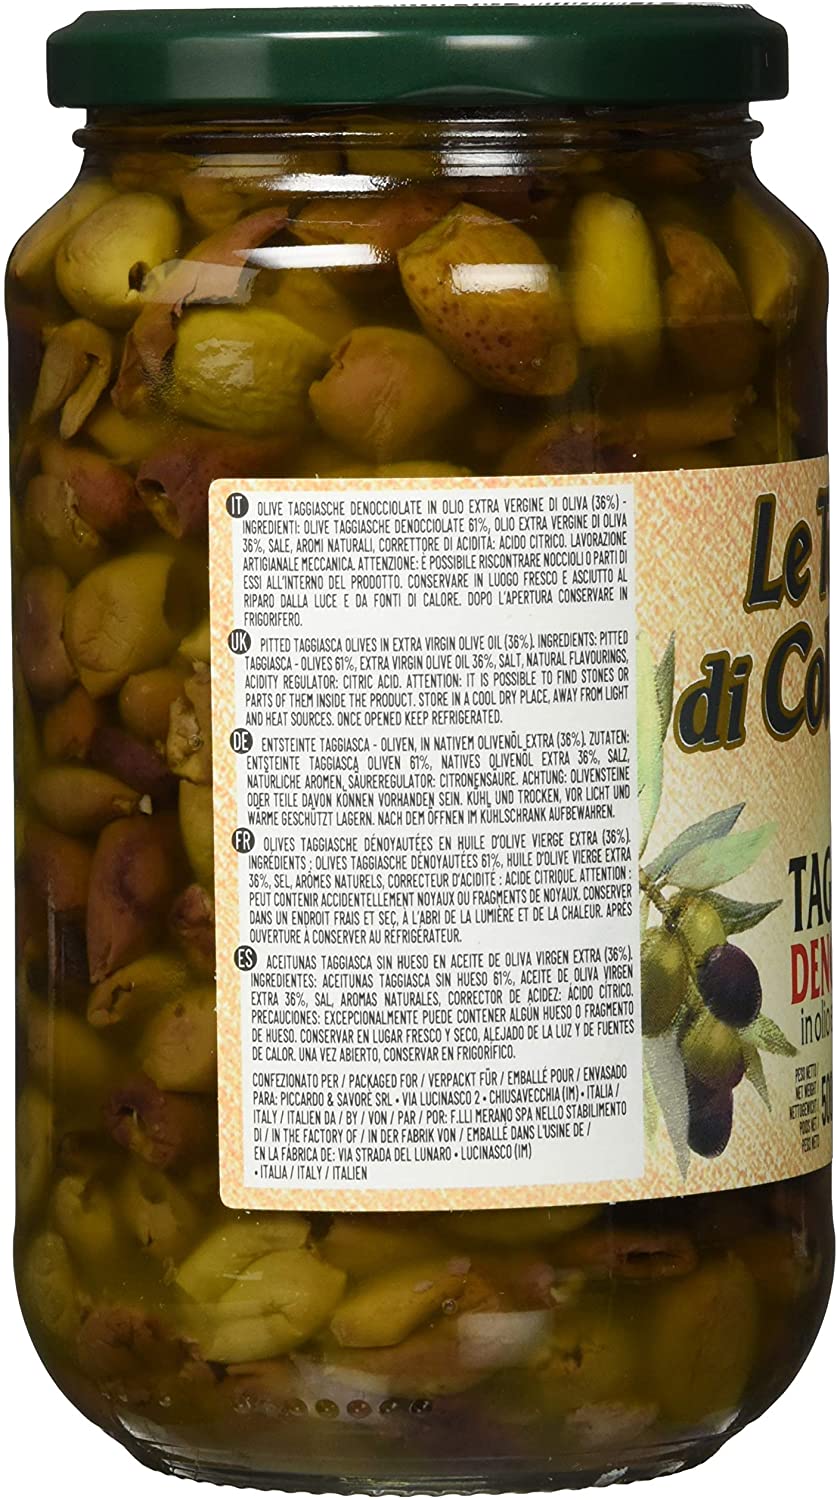 IT OLIVE TAGGIASCHE DENOCCIOLATE IN OLIO EXTRA VERGINE DI OLIVA (36%) -
INGREDIENTI: OLIVE TAGGIASCHE DENOCCIOLATE 61%, OLIO EXTRA VERGINE DI OLIVA
36%, SALE, AROMI NATURALI, CORRETTORE DI ACIDITA: ACIDO CITRICO. LAVORAZIONE
ARTIGIANALE MECCANICA. ATTENZIONE: È POSSIBILE RISCONTRARE NOCCIOLI O PARTI DI
ESSI ALL'INTERNO DEL PRODOTTO. CONSERVARE IN LUOGO FRESCO E ASCIUTTO AL
RIPARO DALLA LUCE E DA FONTI DI CALORE. DOPO L'APERTURA CONSERVARE IN
FRIGORIFERO.
UK PITTED TAGGIASCA OLIVES IN EXTRA VIRGIN OLIVE OIL (36%). INGREDIENTS: PITTED
TAGGIASCA - OLIVES 61%, EXTRA VIRGIN OLIVE OIL 36%, SALT, NATURAL FLAVOURINGS,
ACIDITY REGULATOR: CITRIC ACID. ATTENTION: IT IS POSSIBLE TO FIND STONES OR
PARTS OF THEM INSIDE THE PRODUCT. STORE IN A COOL DRY PLACE, AWAY FROM LIGHT
AND HEAT SOURCES. ONCE OPENED KEEP REFRIGERATED.
DE ENTSTEINTE TAGGIASCA - OLIVEN, IN NATIVEM OLIVENÖL EXTRA (36%). ZUTATEN:
ENTSTEINTE TAGGIASCA OLIVEN 61%, NATIVES OLIVENÖL EXTRA 36%, SALZ,
NATÜRLICHE AROMEN, SÄUREREGULATOR: CITRONENSÄURE. ACHTUNG: OLIVENSTEINE
ODER TEILE DAVON KÖNNEN VORHANDEN SEIN. KÜHL UND TROCKEN, VOR LICHT UND
WÄRME GESCHÜTZT LAGERN. NACH DEM ÖFFNEN IM KÜHLSCHRANK AUFBEWAHREN.
FR OLIVES TAGGIASCHE DÉNOYAUTÉES EN HUILE D'OLIVE VIERGE EXTRA (36%).
INGRÉDIENTS : OLIVES TAGGIASCHE DÉNOYAUTÉES 61%, HUILE D'OLIVE VIERGE EXTRA
36%, SEL, ARÔMES NATURELS, CORRECTEUR D'ACIDITÉ : ACIDE CITRIQUE. ATTENTION :
PEUT CONTENIR ACCIDENTELLEMENT NOYAUX OU FRAGMENTS DE NOYAUX. CONSERVER
DANS UN ENDROIT FRAIS ET SEC, À L'ABRI DE LA LUMIÈRE ET DE LA CHALEUR. APRÈS
OUVERTURE À CONSERVER AU RÉFRIGÉRATEUR.
ES ACEITUNAS TAGGIASCA SIN HUESO EN ACEITE DE OLIVA VIRGEN EXTRA (36%).
INGREDIENTES: ACEITUNAS TAGGIASCA SIN HUESO 61%, ACEITE DE OLIVA VIRGEN
EXTRA 36%, SAL, AROMAS NATURALES, CORRECTOR DE ACIDEZ: ÁCIDO CÍTRICO.
PRECAUCIONES: EXCEPCIONALMENTE PUEDE CONTENER ALGÚN HUESO O FRAGMENTO
DE HUESO. CONSERVAR EN LUGAR FRESCO Y SECO, ALEJADO DE LA LUZ Y DE FUENTES
DE CALOR. UNA VEZ ABIERTO, CONSERVAR EN FRIGORÍFICO.
CONFEZIONATO PER / PACKAGED FOR / VERPACKT FÜR / EMBALLÉ POUR / ENVASADO
PARA: PICCARDO & SAVORÈ SRL • VIA LUCINASCO 2 • CHIUSAVECCHIA (IM) • ITALIA /
ITALY / ITALIEN DA / BY / VON / PAR / POR: F.LLI MERANO SPA NELLO STABILIMENTO
DI / IN THE FACTORY OF / IN DER FABRIK VON / EMBALLÉ DANS L'USINE DE /
EN LA FÁBRICA DE: VIA STRADA DEL LUNARO • LUCINASCO (IM)
• ITALIA / ITALY / ITALIEN
Le
di Co
TAG
DEN
in olio
PESO NETTO
NET WEIGHT
NETTOGEWICHT
POIDS NET
PESO NETO